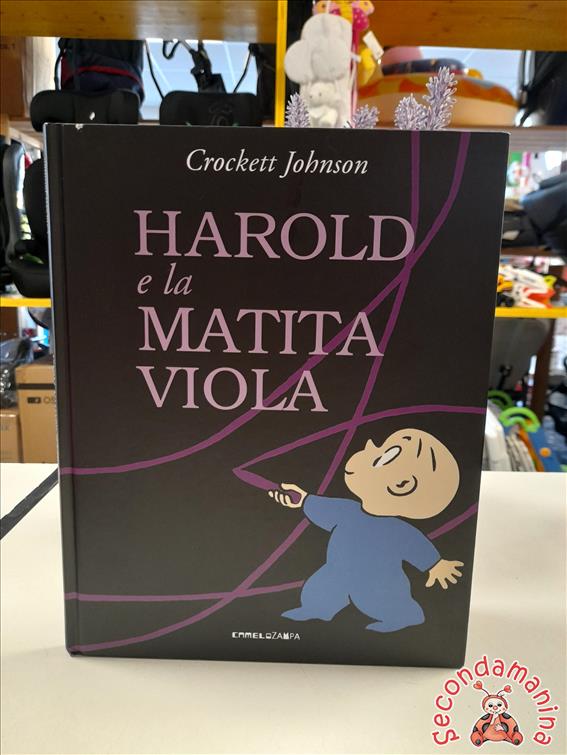 Crockett Johnson
HAROLD
e la
MATITA
VIOLA
CAMELOZAMPA
Secondamanina